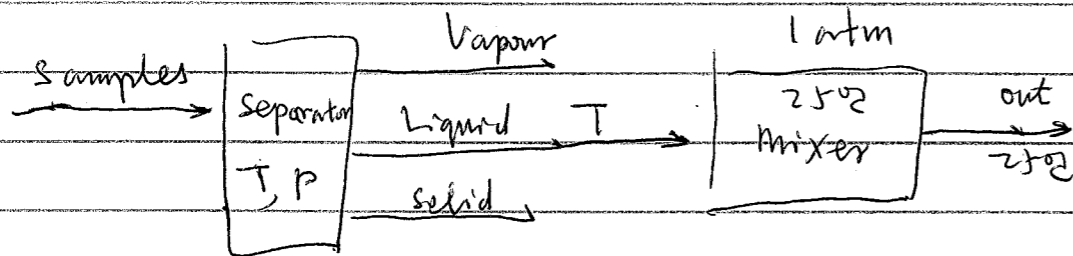 Vapour 1 atm
Samples Separator Liquid T 25℃ out
T, P mixer 25℃
solid